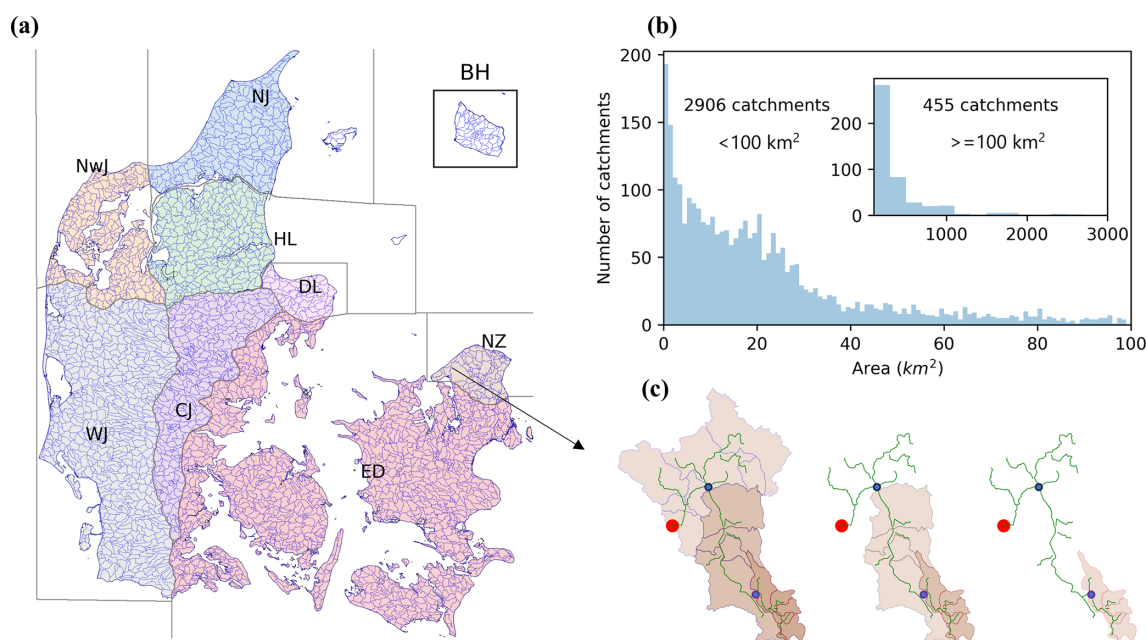 (a)
BH
NJ
NwJ
HL
DL
NZ
CJ
WJ
ED
(b)
200
150
100
50
0
Number of catchments
2906 catchments
<100 km²
455 catchments
>=100 km²
200
100
0
1000
2000
3000
0
20
40
60
80
100
Area (km²)
(c)